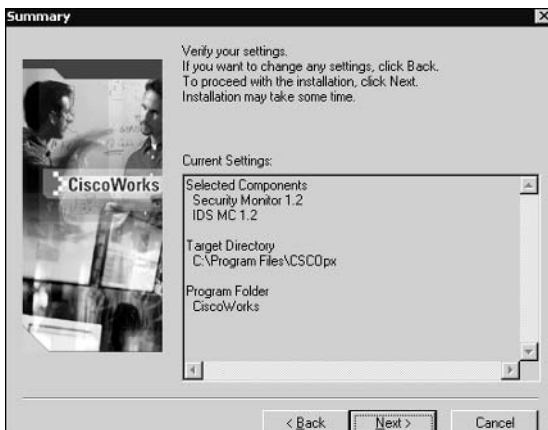 Summary
Verify your settings.
If you want to change any settings, click Back.
To proceed with the installation, click Next.
Installation may take some time.
CiscoWorks
Current Settings:
Selected Components
Security Monitor 1.2
IDS MC 1.2
Target Directory
C:\Program Files\CSCOpx
Program Folder
CiscoWorks
< Back
Next >
Cancel